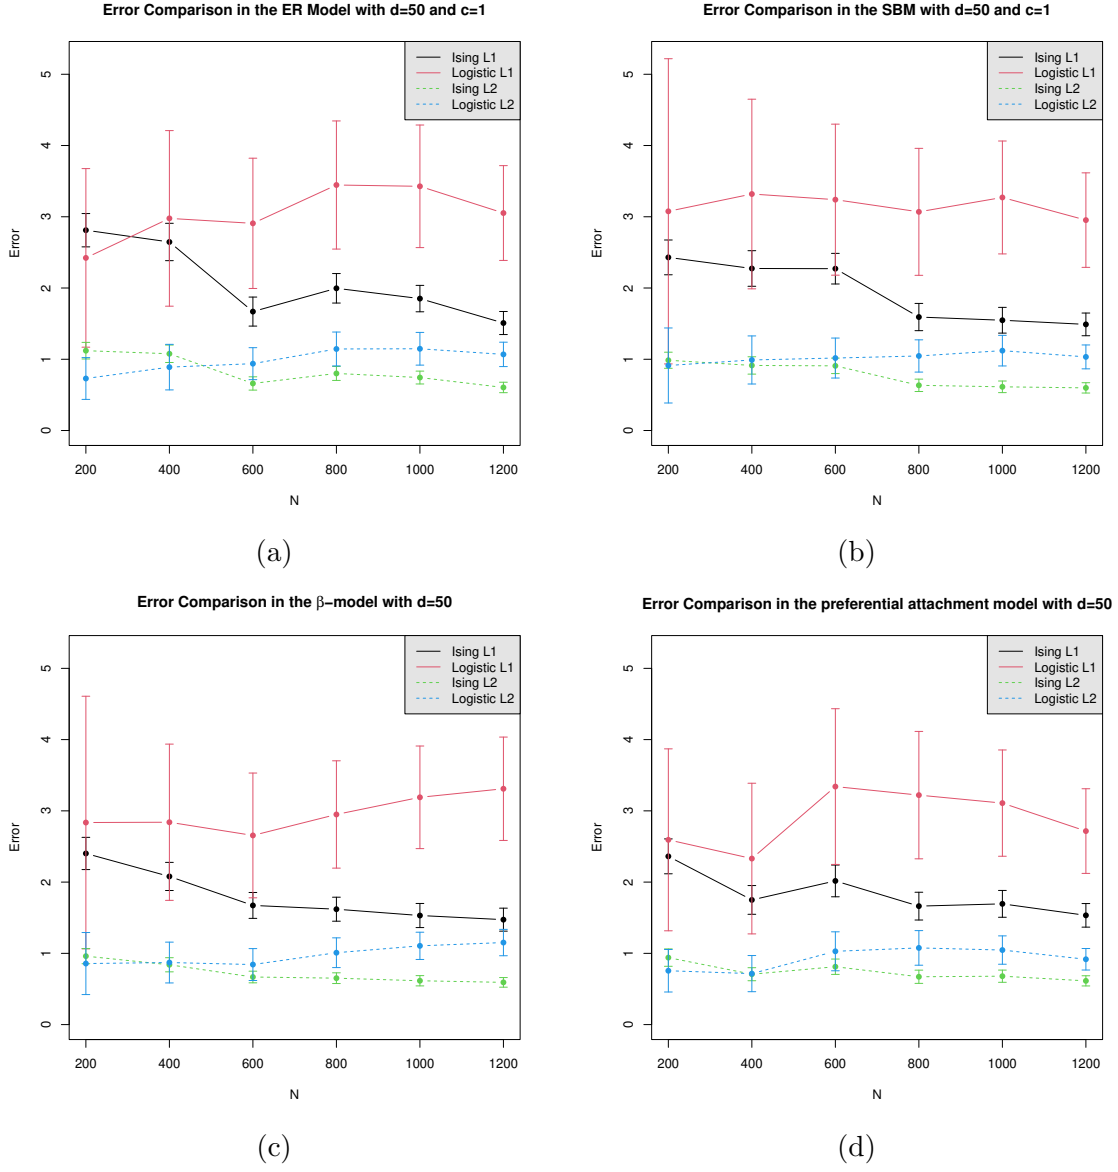 Error Comparison in the ER Model with d=50 and c=1
Ising L1
Logistic L1
Ising L2
Logistic L2
Error
0
1
2
3
4
5
200 400 600 800 1000 1200
N
(a)
Error Comparison in the SBM with d=50 and c=1
Ising L1
Logistic L1
Ising L2
Logistic L2
Error
0
1
2
3
4
5
200 400 600 800 1000 1200
N
(b)
Error Comparison in the β−model with d=50
Ising L1
Logistic L1
Ising L2
Logistic L2
Error
0
1
2
3
4
5
200 400 600 800 1000 1200
N
(c)
Error Comparison in the preferential attachment model with d=50
Ising L1
Logistic L1
Ising L2
Logistic L2
Error
0
1
2
3
4
5
200 400 600 800 1000 1200
N
(d)